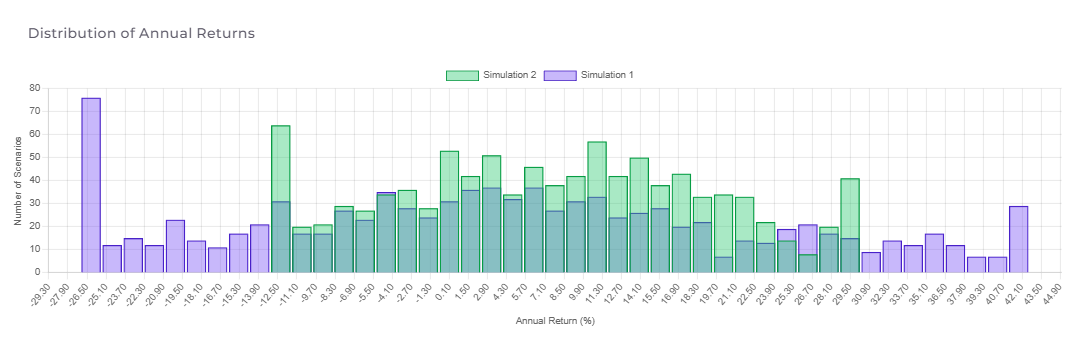 Distribution of Annual Returns
Simulation 2 Simulation 1
Number of Scenarios
80
70
60
50
40
30
20
10
0
-29.30 -27.90 -26.50 -25.10 -23.70 -22.30 -20.90 -19.50 -18.10 -16.70 -15.30 -13.90 -12.50 -11.10 -9.70 -8.30 -6.90 -5.50 -4.10 -2.70 -1.30 0.10 1.50 2.90 4.30 5.70 7.10 8.50 9.90 11.30 12.70 14.10 15.50 16.90 18.30 19.70 21.10 22.50 23.90 25.30 26.70 28.10 29.50 30.90 32.30 33.70 35.10 36.50 37.90 39.30 40.70 42.10 43.50 44.90
Annual Return (%)